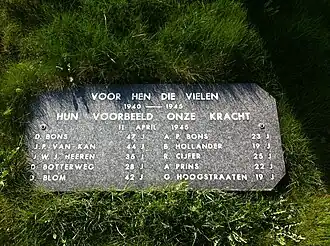 VOOR HEN DIE VIELEN
1940 — 1945
HUN VOORBEELD ONZE KRACHT
11 APRIL 1945
D. BONS 47 J. A. P. BONS 23 J.
J.P. VAN-KAN 44 J. B. HOLLANDER 19 J.
J.W.J. HEEREN 35 J. R. CIJFER 25 J.
D. BOTTERWEG 28 J. A. PRINS 22 J.
J. BLOM 42 J. G. HOOGSTRAATEN 19 J.